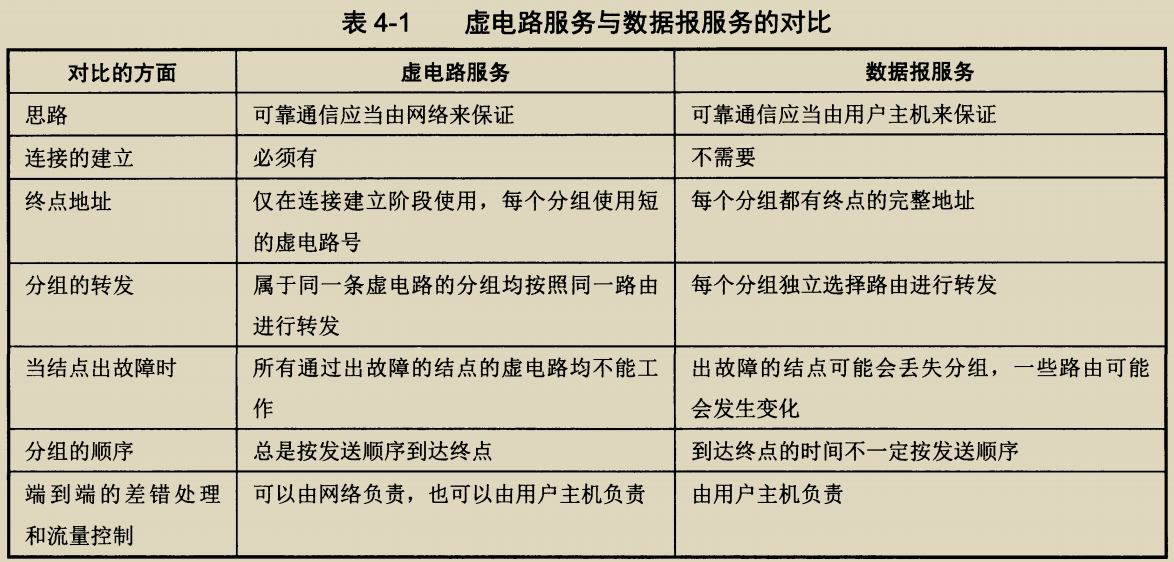 表 4-1 虚电路服务与数据报服务的对比
对比的方面 虚电路服务 数据报服务
思路 可靠通信应当由网络来保证 可靠通信应当由用户主机来保证
连接的建立 必须有 不需要
终点地址 仅在连接建立阶段使用，每个分组使用短 每个分组都有终点的完整地址
的虚电路号
分组的转发 属于同一条虚电路的分组均按照同一路由 每个分组独立选择路由进行转发
进行转发
当结点出故障时 所有通过出故障的结点的虚电路均不能工 出故障的结点可能会丢失分组，一些路由可能
作 会发生变化
分组的顺序 总是按发送顺序到达终点 到达终点的时间不一定按发送顺序
端到端的差错处理 可以由网络负责，也可以由用户主机负责 由用户主机负责
和流量控制